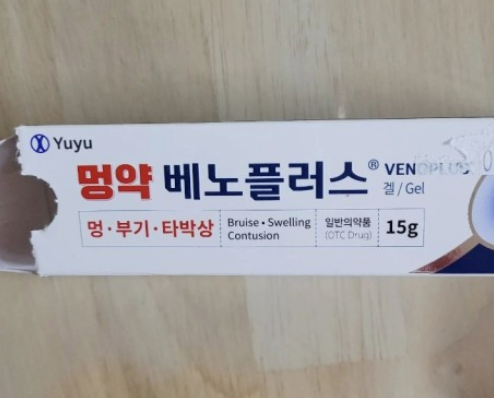 Yuyu
멍약 베노플러스® VENOPLUS
겔 / Gel
멍·부기·타박상
Bruise • Swelling
Contusion
일반의약품
(OTC Drug)
15g